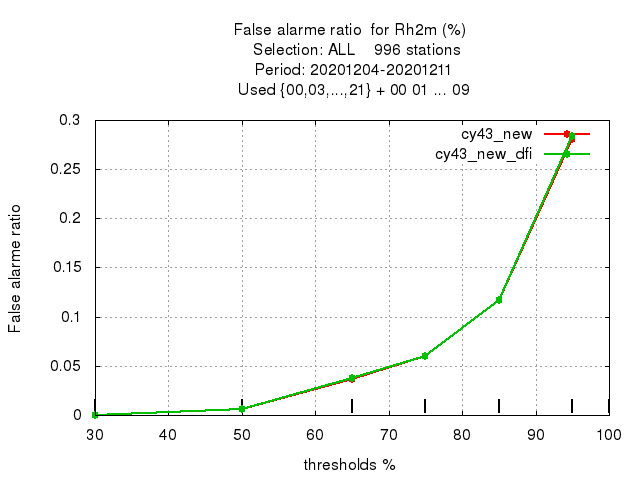 False alarme ratio  for Rh2m (%)
Selection: ALL    996 stations
Period: 20201204-20201211
Used {00,03,...,21} + 00 01 ... 09
cy43_new
cy43_new_dfi
False alarme ratio
0.3
0.25
0.2
0.15
0.1
0.05
0
30 40 50 60 70 80 90 100
thresholds %